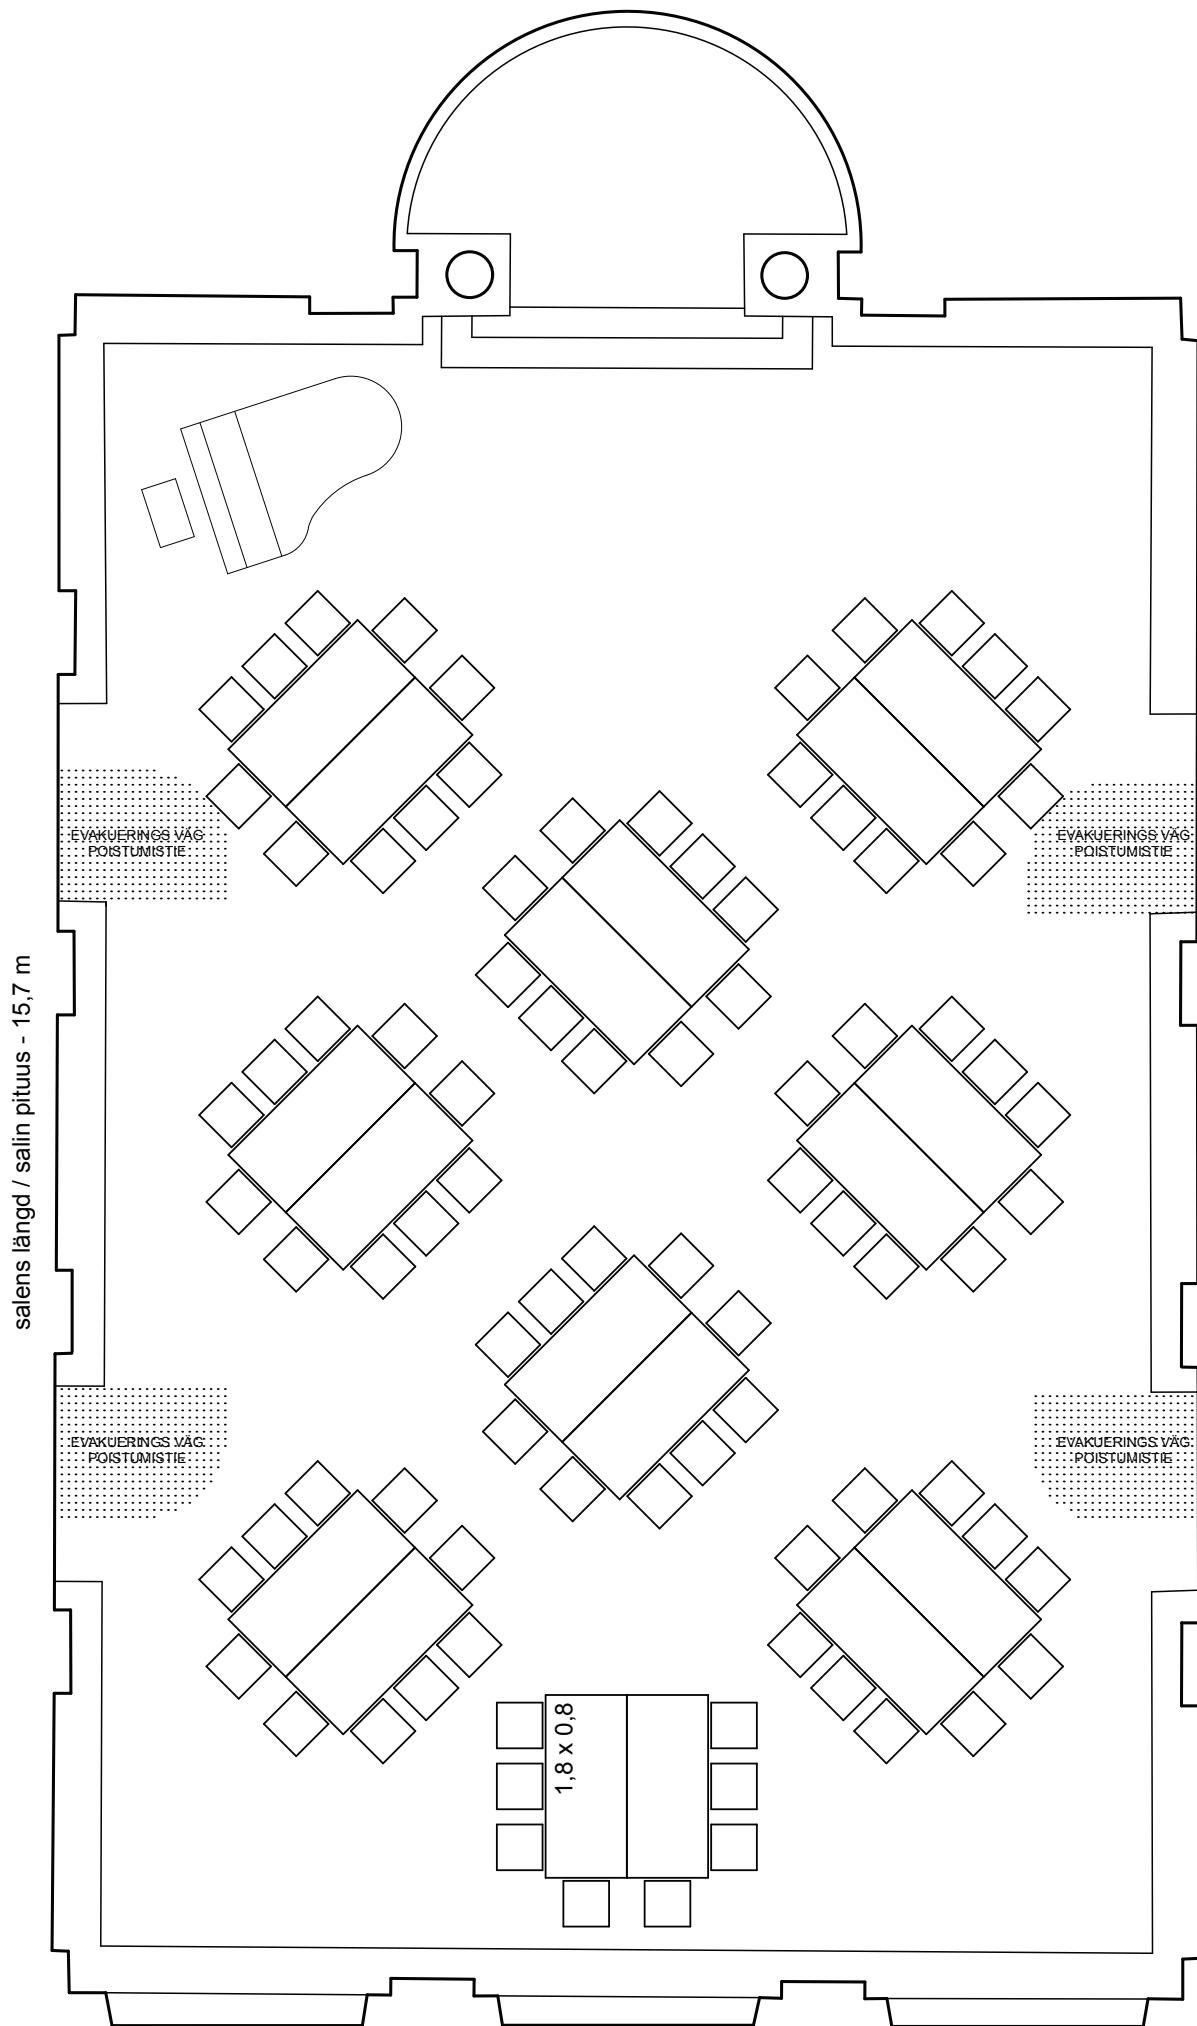 EVAKUERINGS VÄG
POISTUMISTIE
EVAKUERINGS VÄG
POISTUMISTIE
salens längd / salin pituus - 15,7 m
EVAKUERINGS VÄG
POISTUMISTIE
EVAKUERINGS VÄG
POISTUMISTIE
1,8 x 0,8